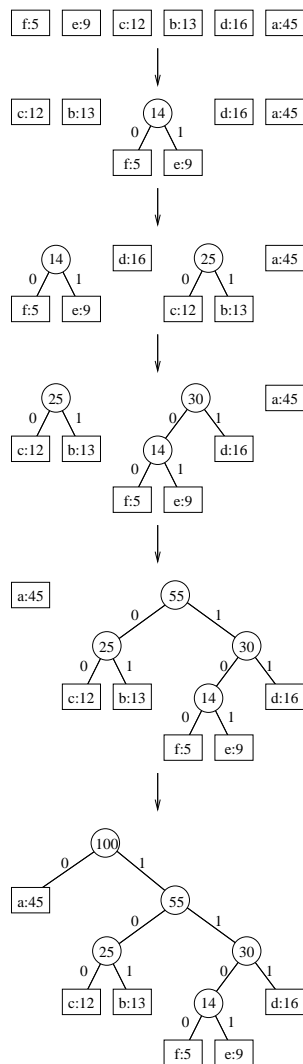 f:5 e:9 c:12 b:13 d:16 a:45
c:12 b:13 14 d:16 a:45
0 1
f:5 e:9
14 d:16 25 a:45
0 1 0 1
f:5 e:9 c:12 b:13
25 30 a:45
0 1 0 1
c:12 b:13 14 d:16
0 1
f:5 e:9
a:45 55
0 1
25 30
0 1 0 1
c:12 b:13 14 d:16
0 1
f:5 e:9
100
0 1
a:45 55
0 1
25 30
0 1 0 1
c:12 b:13 14 d:16
0 1
f:5 e:9